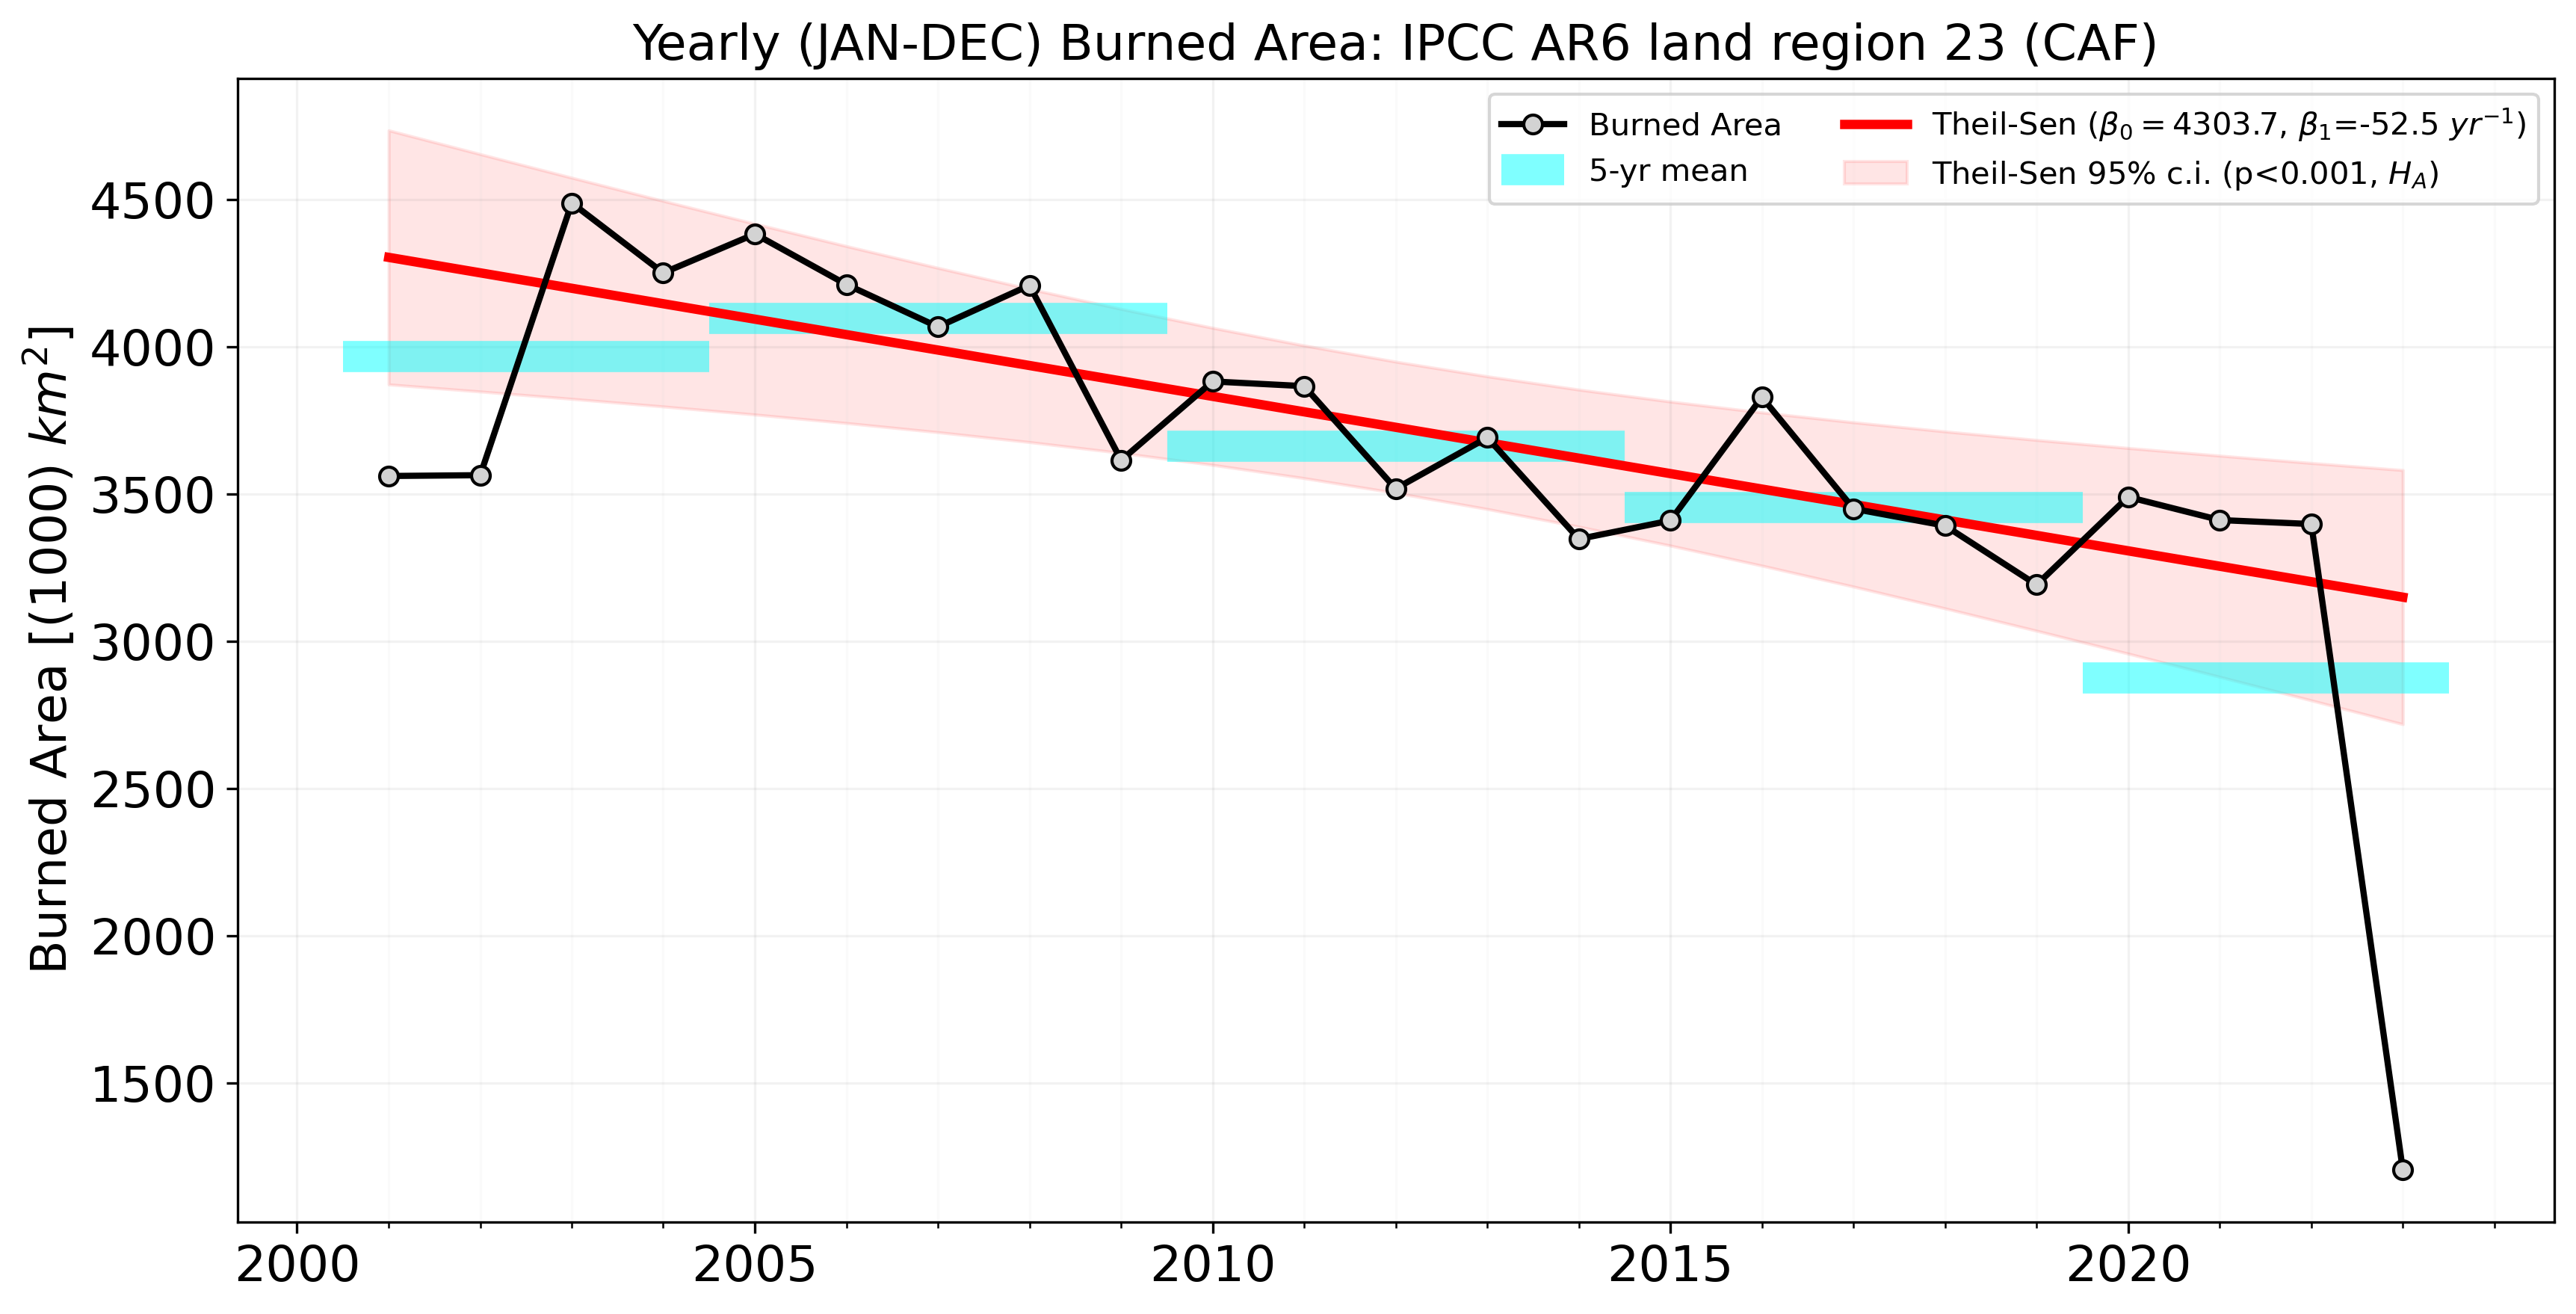 Yearly (JAN-DEC) Burned Area: IPCC AR6 land region 23 (CAF)
Burned Area
5-yr mean
Theil-Sen (β₀ = 4303.7, β₁=-52.5 yr⁻¹)
Theil-Sen 95% c.i. (p<0.001, H_A)
Burned Area [(1000) km²]
4500
4000
3500
3000
2500
2000
1500
2000 2005 2010 2015 2020